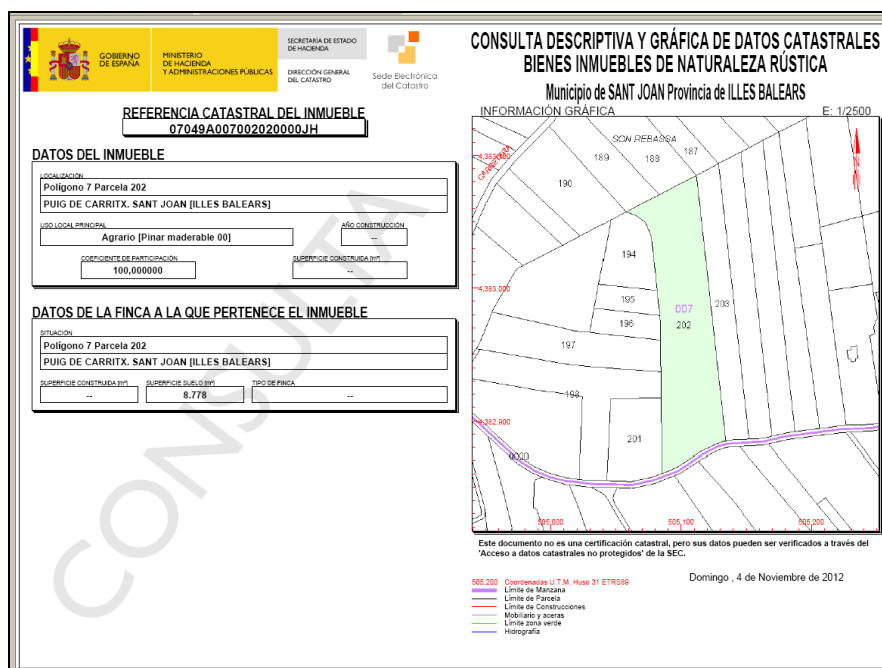 GOBIERNO
DE ESPAÑA
MINISTERIO
DE HACIENDA
Y ADMINISTRACIONES PÚBLICAS
SECRETARÍA DE ESTADO
DE HACIENDA
DIRECCIÓN GENERAL
DEL CATASTRO
Sede Electrónica
del Catastro
REFERENCIA CATASTRAL DEL INMUEBLE
07049A007002020000JH
DATOS DEL INMUEBLE
LOCALIZACIÓN
Polígono 7 Parcela 202
PUIG DE CARRITX. SANT JOAN [ILLES BALEARS]
USO LOCAL PRINCIPAL
AÑO CONSTRUCCIÓN
Agrario [Pinar maderable 00]
--
COEFICIENTE DE PARTICIPACIÓN
SUPERFICIE CONSTRUIDA [m²]
100,000000
--
DATOS DE LA FINCA A LA QUE PERTENECE EL INMUEBLE
SITUACIÓN
Polígono 7 Parcela 202
PUIG DE CARRITX. SANT JOAN [ILLES BALEARS]
SUPERFICIE CONSTRUIDA [m²]
SUPERFICIE SUELO [m²]
TIPO DE FINCA
--
8.778
--
CONSULTA
CONSULTA DESCRIPTIVA Y GRÁFICA DE DATOS CATASTRALES
BIENES INMUEBLES DE NATURALEZA RÚSTICA
Municipio de SANT JOAN Provincia de ILLES BALEARS
INFORMACIÓN GRÁFICA
E: 1/2500
SON REBASSA
CARRETERA
187
188
189
190
194
4,383,000
195
196
007
202
203
197
198
4,382,900
201
0000
505,000
505,100
505,200
Este documento no es una certificación catastral, pero sus datos pueden ser verificados a través del
'Acceso a datos catastrales no protegidos' de la SEC.
505,200 Coordenadas U.T.M. Huso 31 ETRS89
Límite de Manzana
Límite de Parcela
Límite de Construcciones
Mobiliario y aceras
Límite zona verde
Hidrografía
Domingo , 4 de Noviembre de 2012